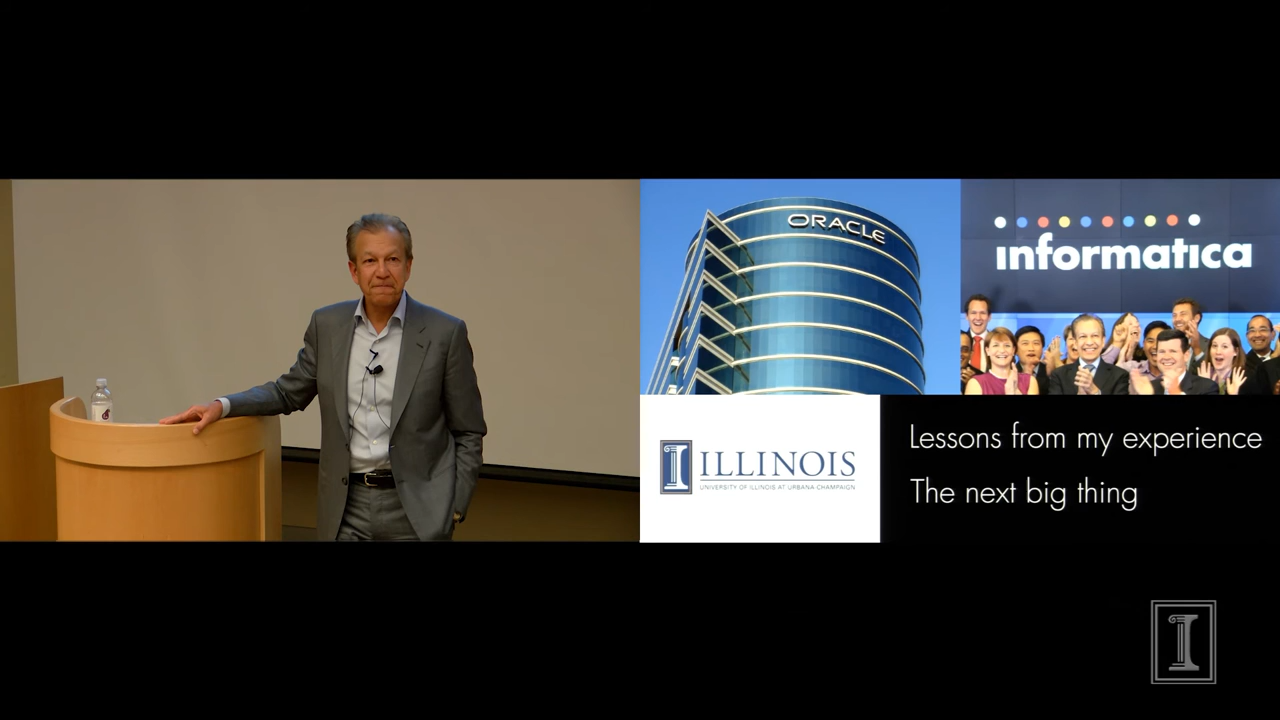 ORACLE
informatica
ILLINOIS
UNIVERSITY OF ILLINOIS AT URBANA-CHAMPAIGN
Lessons from my experience
The next big thing